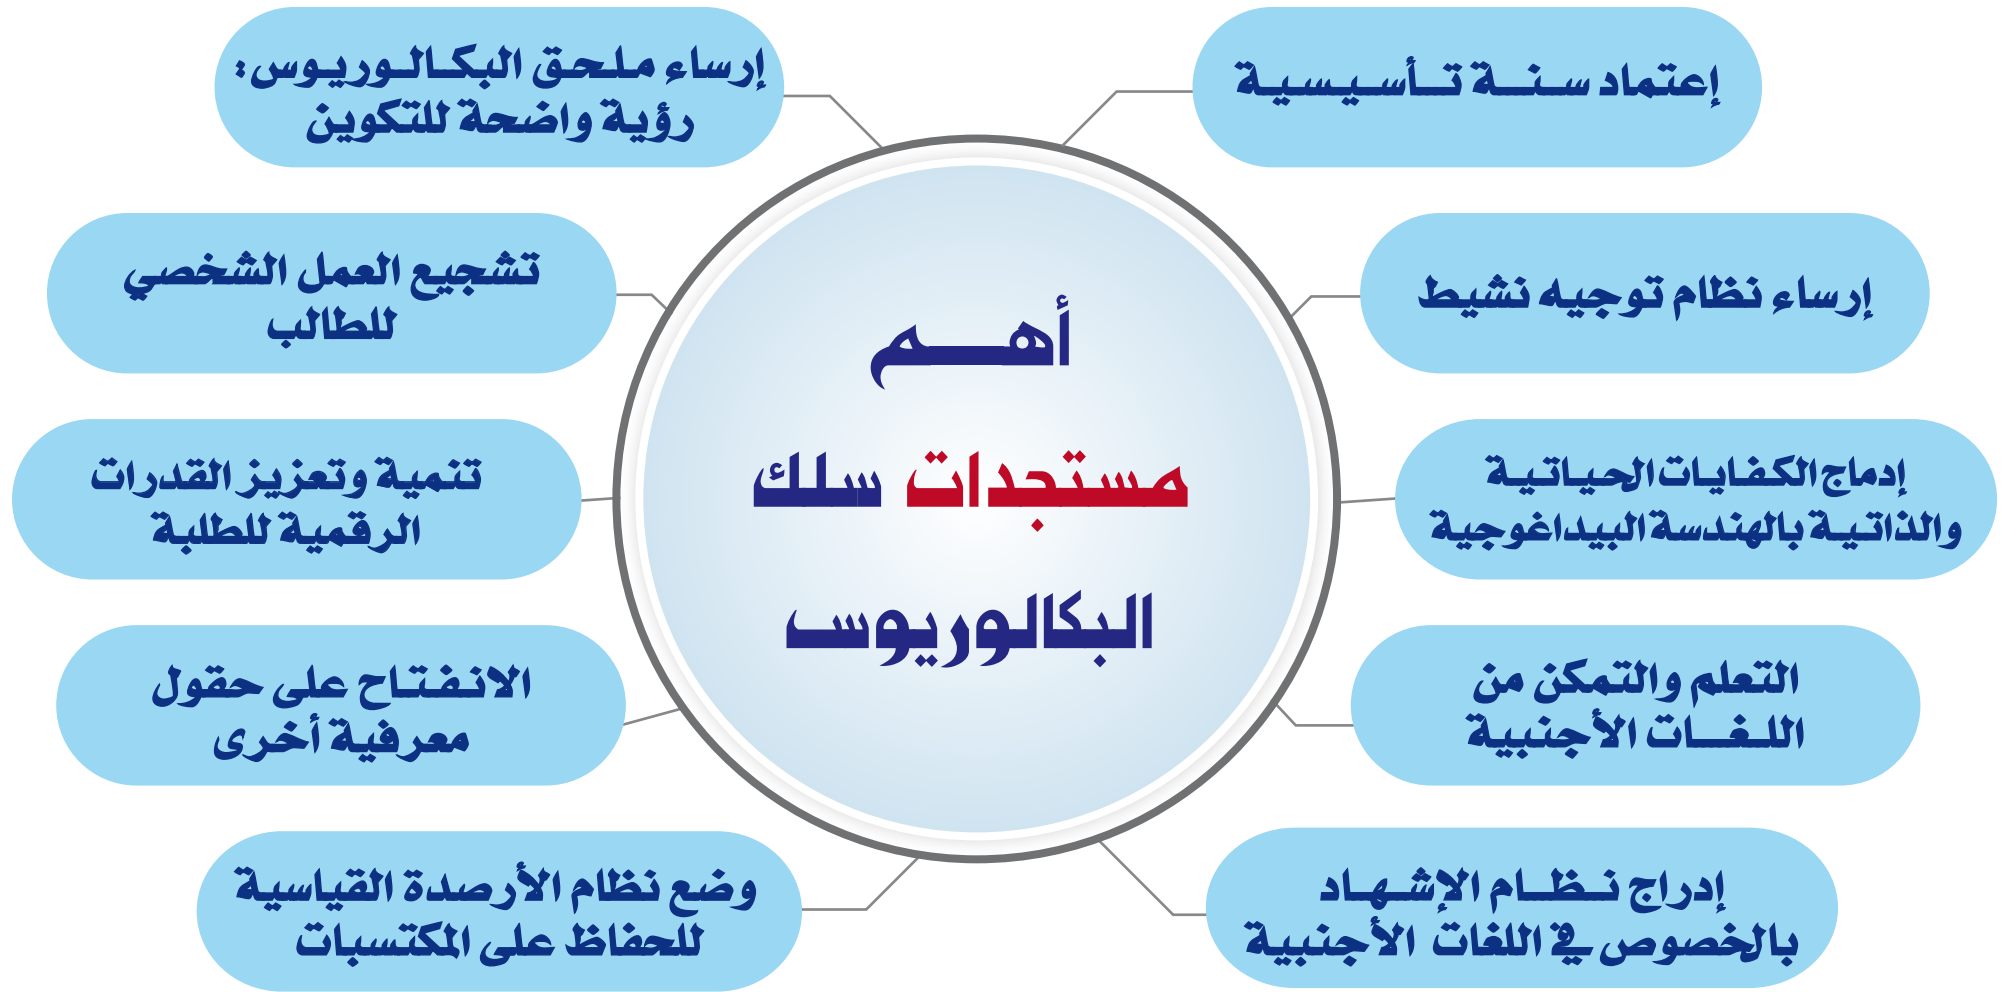 أهم
مستجدات سلك
البكالوريوس
إعتماد سنة تأسيسية
إرساء نظام توجيه نشيط
إدماج الكفايات الحياتية
والذاتية بالهندسة البيداغوجية
التعلم والتمكن من
اللغات الأجنبية
إدراج نظام الإشهاد
بالخصوص في اللغات الأجنبية
إرساء ملحق البكالوريوس:
رؤية واضحة للتكوين
تشجيع العمل الشخصي
للطالب
تنمية وتعزيز القدرات
الرقمية للطلبة
الانفتاح على حقول
معرفية أخرى
وضع نظام الأرصدة القياسية
للحفاظ على المكتسبات